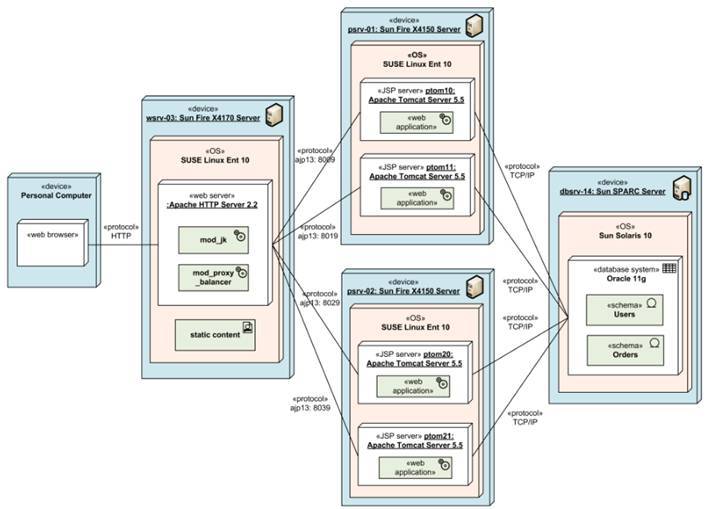 «device»
Personal Computer
«web browser»
«protocol»
HTTP
«device»
wsrv-03: Sun Fire X4170 Server
«OS»
SUSE Linux Ent 10
«web server»
:Apache HTTP Server 2.2
mod_jk
mod_proxy
_balancer
static content
«protocol»
ajp13: 8009
«protocol»
ajp13: 8019
«protocol»
ajp13: 8029
«protocol»
ajp13: 8039
«device»
psrv-01: Sun Fire X4150 Server
«OS»
SUSE Linux Ent 10
«JSP server» ptom10:
Apache Tomcat Server 5.5
«web
application»
«JSP server» ptom11:
Apache Tomcat Server 5.5
«web
application»
«device»
psrv-02: Sun Fire X4150 Server
«OS»
SUSE Linux Ent 10
«JSP server» ptom20:
Apache Tomcat Server 5.5
«web
application»
«JSP server» ptom21:
Apache Tomcat Server 5.5
«web
application»
«protocol»
TCP/IP
«protocol»
TCP/IP
«protocol»
TCP/IP
«protocol»
TCP/IP
«device»
dbsrv-14: Sun SPARC Server
«OS»
Sun Solaris 10
«database system»
Oracle 11g
«schema»
Users
«schema»
Orders